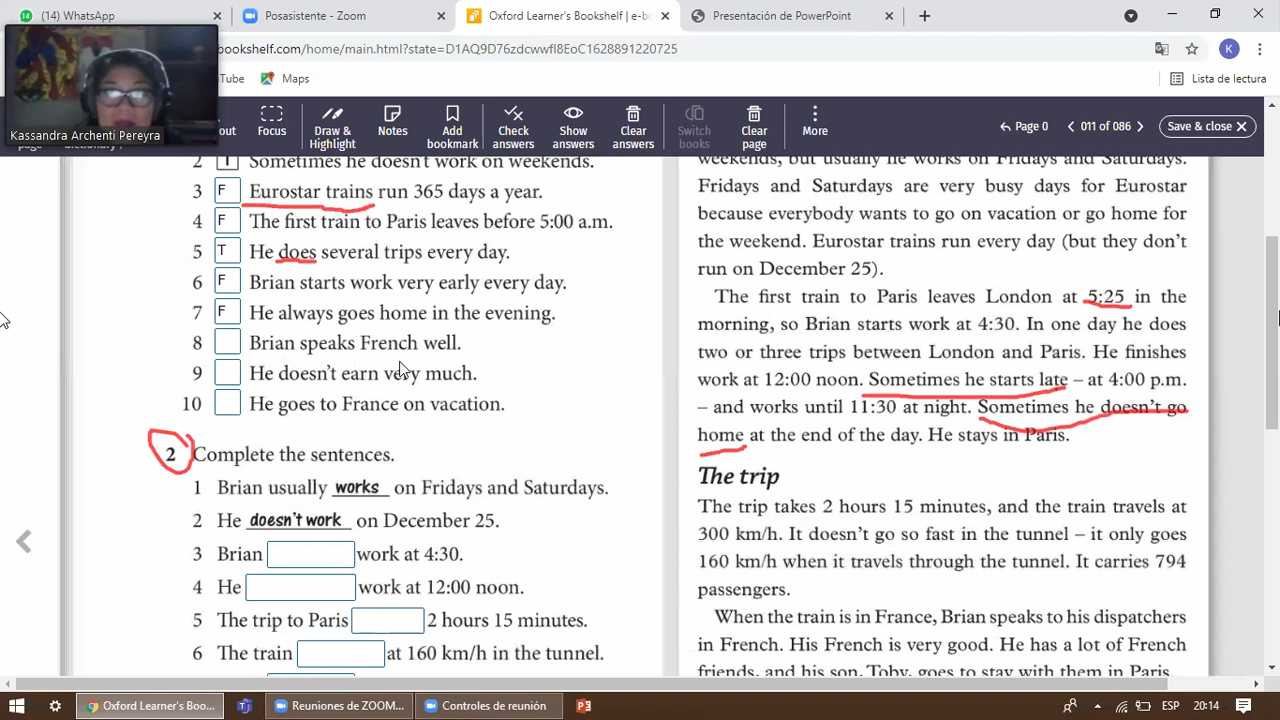 (14) WhatsApp
Posasistente - Zoom
Oxford Learner's Bookshelf | e-b
Presentación de PowerPoint
bookshelf.com/home/main.html?state=D1AQ9D76zdcwwfl8EoC1628891220725
K
Tube
Maps
Lista de lectura
Kassandra Archenti Pereyra
out
Focus
Draw & Highlight
Notes
Add bookmark
Check answers
Show answers
Clear answers
Switch books
Clear page
More
Page 0
011 of 086
Save & close
page
dictionary
2 T Sometimes he doesn't work on weekends.
3 F Eurostar trains run 365 days a year.
4 F The first train to Paris leaves before 5:00 a.m.
5 T He does several trips every day.
6 F Brian starts work very early every day.
7 F He always goes home in the evening.
8 Brian speaks French well.
9 He doesn't earn very much.
10 He goes to France on vacation.
2 Complete the sentences.
1 Brian usually works on Fridays and Saturdays.
2 He doesn't work on December 25.
3 Brian work at 4:30.
4 He work at 12:00 noon.
5 The trip to Paris 2 hours 15 minutes.
6 The train at 160 km/h in the tunnel.
weekends, but usually he works on Fridays and Saturdays.
Fridays and Saturdays are very busy days for Eurostar
because everybody wants to go on vacation or go home for
the weekend. Eurostar trains run every day (but they don't
run on December 25).
The first train to Paris leaves London at 5:25 in the
morning, so Brian starts work at 4:30. In one day he does
two or three trips between London and Paris. He finishes
work at 12:00 noon. Sometimes he starts late – at 4:00 p.m.
– and works until 11:30 at night. Sometimes he doesn't go
home at the end of the day. He stays in Paris.
The trip
The trip takes 2 hours 15 minutes, and the train travels at
300 km/h. It doesn't go so fast in the tunnel – it only goes
160 km/h when it travels through the tunnel. It carries 794
passengers.
When the train is in France, Brian speaks to his dispatchers
in French. His French is very good. He has a lot of French
friends, and his son, Toby, goes to stay with them in Paris.
Oxford Learner's Boo...
Reuniones de ZOOM...
Controles de reunión
ESP
20:14